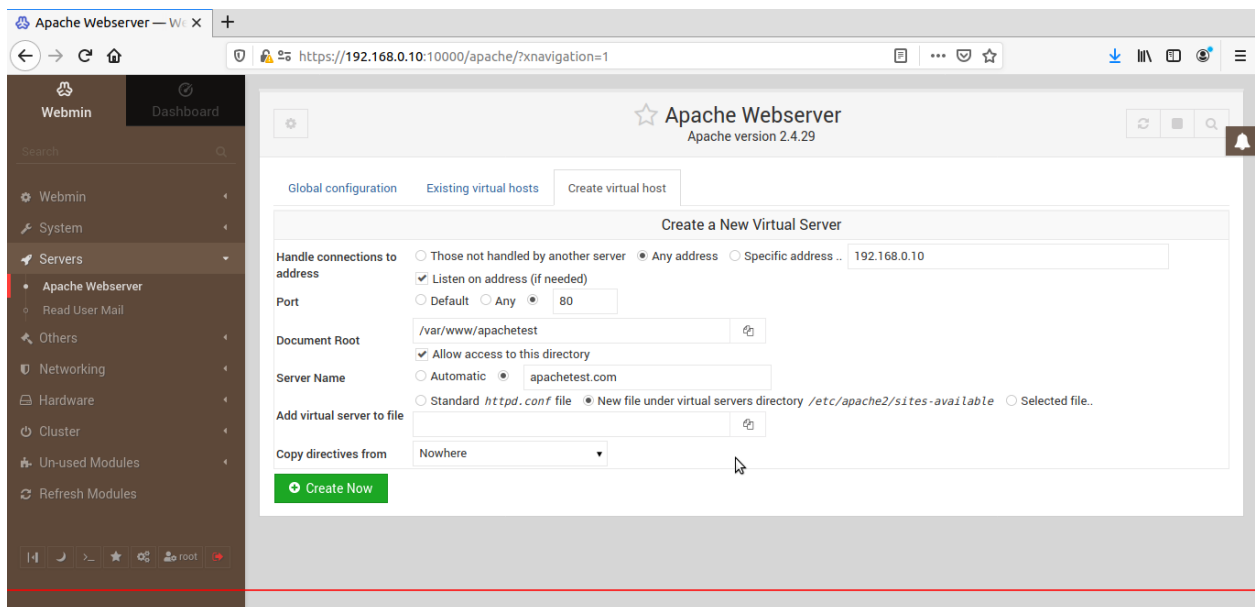 Apache Webserver — We
https://192.168.0.10:10000/apache/?xnavigation=1
Webmin
Dashboard
Search
Webmin
System
Servers
Apache Webserver
Read User Mail
Others
Networking
Hardware
Cluster
Un-used Modules
Refresh Modules
root
Apache Webserver
Apache version 2.4.29
Global configuration Existing virtual hosts Create virtual host
Create a New Virtual Server
Handle connections to address
Those not handled by another server Any address Specific address .. 192.168.0.10
Listen on address (if needed)
Port Default Any 80
Document Root /var/www/apachetest
Allow access to this directory
Server Name Automatic apachetest.com
Add virtual server to file
Standard httpd.conf file New file under virtual servers directory /etc/apache2/sites-available Selected file..
Copy directives from Nowhere
Create Now